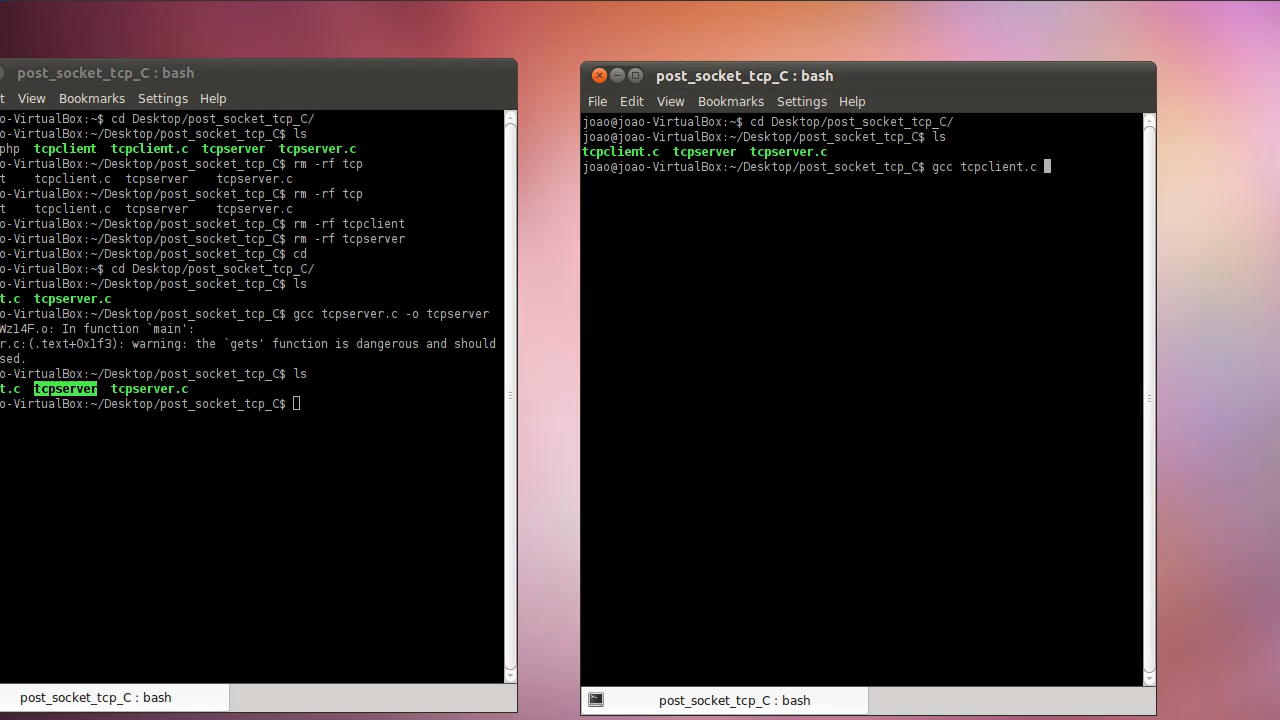 post_socket_tcp_C : bash
t View Bookmarks Settings Help
o-VirtualBox:~$ cd Desktop/post_socket_tcp_C/
o-VirtualBox:~/Desktop/post_socket_tcp_C$ ls
php tcpclient tcpclient.c tcpserver tcpserver.c
o-VirtualBox:~/Desktop/post_socket_tcp_C$ rm -rf tcp
t tcpclient.c tcpserver tcpserver.c
o-VirtualBox:~/Desktop/post_socket_tcp_C$ rm -rf tcp
t tcpclient.c tcpserver tcpserver.c
o-VirtualBox:~/Desktop/post_socket_tcp_C$ rm -rf tcpclient
o-VirtualBox:~/Desktop/post_socket_tcp_C$ rm -rf tcpserver
o-VirtualBox:~/Desktop/post_socket_tcp_C$ cd
o-VirtualBox:~$ cd Desktop/post_socket_tcp_C/
o-VirtualBox:~/Desktop/post_socket_tcp_C$ ls
t.c tcpserver.c
o-VirtualBox:~/Desktop/post_socket_tcp_C$ gcc tcpserver.c -o tcpserver
Wzl4F.o: In function `main':
r.c:(.text+0x1f3): warning: the `gets' function is dangerous and should
sed.
o-VirtualBox:~/Desktop/post_socket_tcp_C$ ls
t.c tcpserver tcpserver.c
o-VirtualBox:~/Desktop/post_socket_tcp_C$
post_socket_tcp_C : bash
post_socket_tcp_C : bash
File Edit View Bookmarks Settings Help
joao@joao-VirtualBox:~$ cd Desktop/post_socket_tcp_C/
joao@joao-VirtualBox:~/Desktop/post_socket_tcp_C$ ls
tcpclient.c tcpserver tcpserver.c
joao@joao-VirtualBox:~/Desktop/post_socket_tcp_C$ gcc tcpclient.c
post_socket_tcp_C : bash